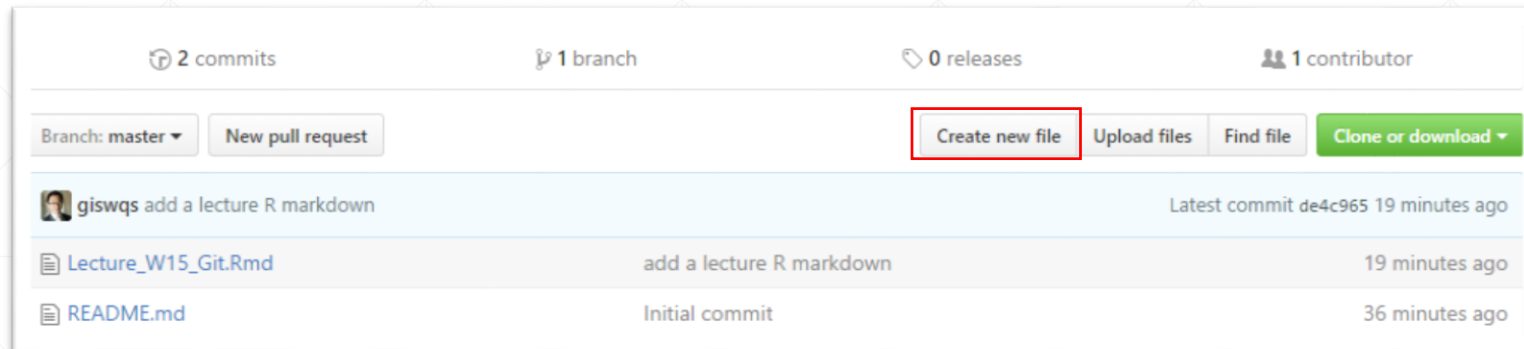 2 commits 1 branch 0 releases 1 contributor
Branch: master New pull request Create new file Upload files Find file Clone or download
giswqs add a lecture R markdown Latest commit de4c965 19 minutes ago
Lecture_W15_Git.Rmd add a lecture R markdown 19 minutes ago
README.md Initial commit 36 minutes ago